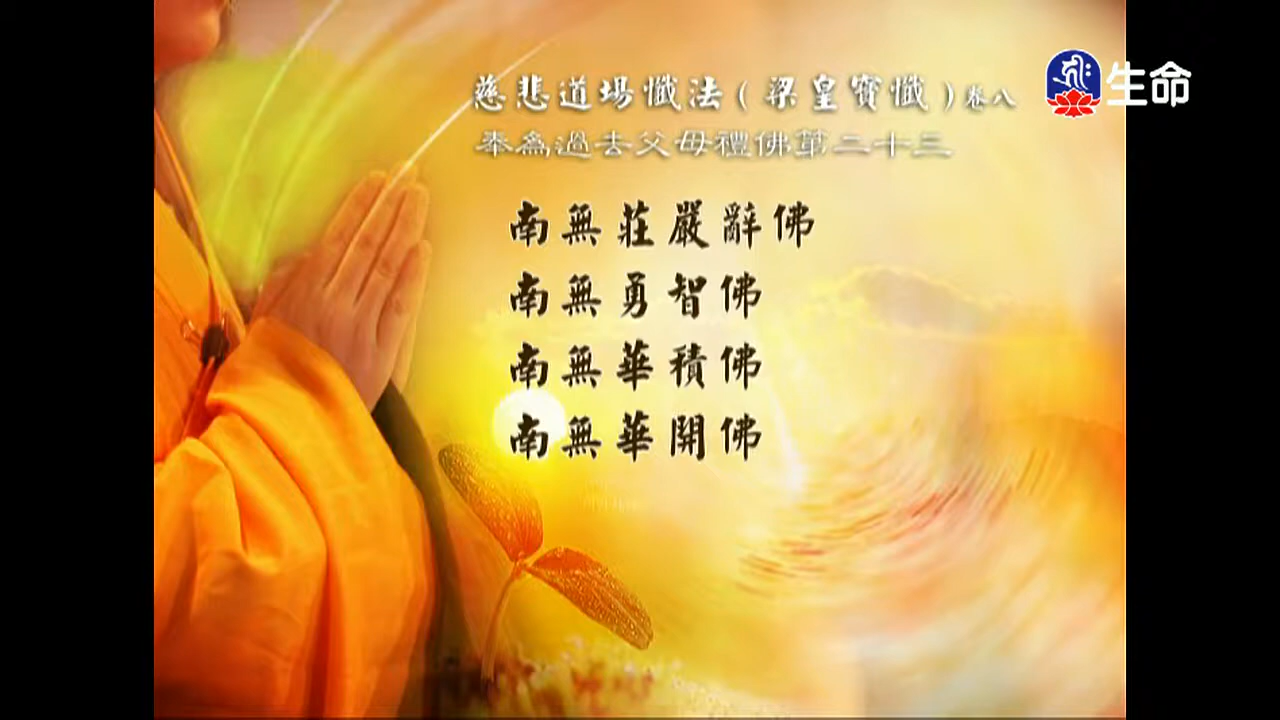 慈悲道場懺法(梁皇寶懺)卷八
生命
奉為過去父母禮佛第二十三
南無莊嚴辭佛
南無勇智佛
南無華積佛
南無華開佛